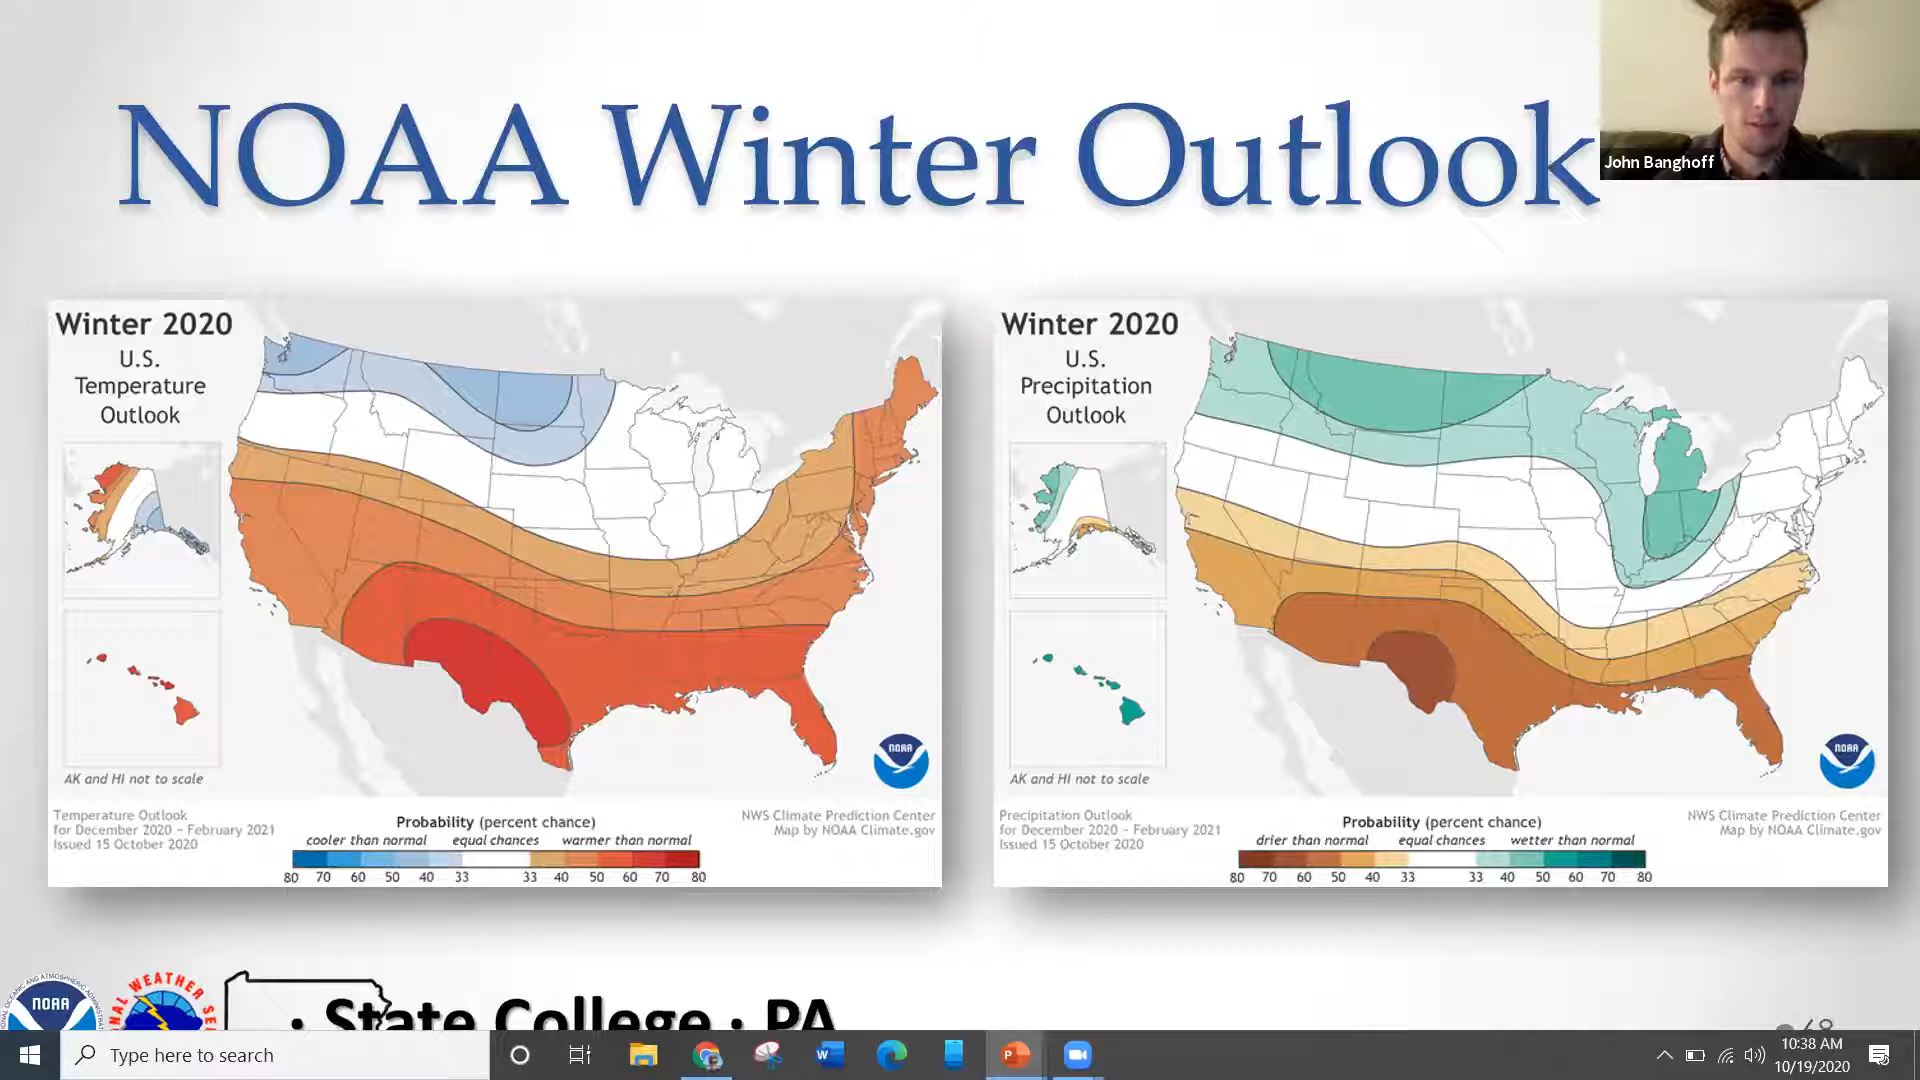 NOAA Winter Outlook
John Banghoff
Winter 2020
U.S.
Temperature
Outlook
AK and HI not to scale
NOAA
Temperature Outlook
for December 2020 – February 2021
Issued 15 October 2020
Probability (percent chance)
cooler than normal equal chances warmer than normal
80 70 60 50 40 33 33 40 50 60 70 80
NWS Climate Prediction Center
Map by NOAA Climate.gov
Winter 2020
U.S.
Precipitation
Outlook
AK and HI not to scale
NOAA
Precipitation Outlook
for December 2020 – February 2021
Issued 15 October 2020
Probability (percent chance)
drier than normal equal chances wetter than normal
80 70 60 50 40 33 33 40 50 60 70 80
NWS Climate Prediction Center
Map by NOAA Climate.gov
NOAA
WEATHER
· State College · PA
68
Type here to search
10:38 AM
10/19/2020